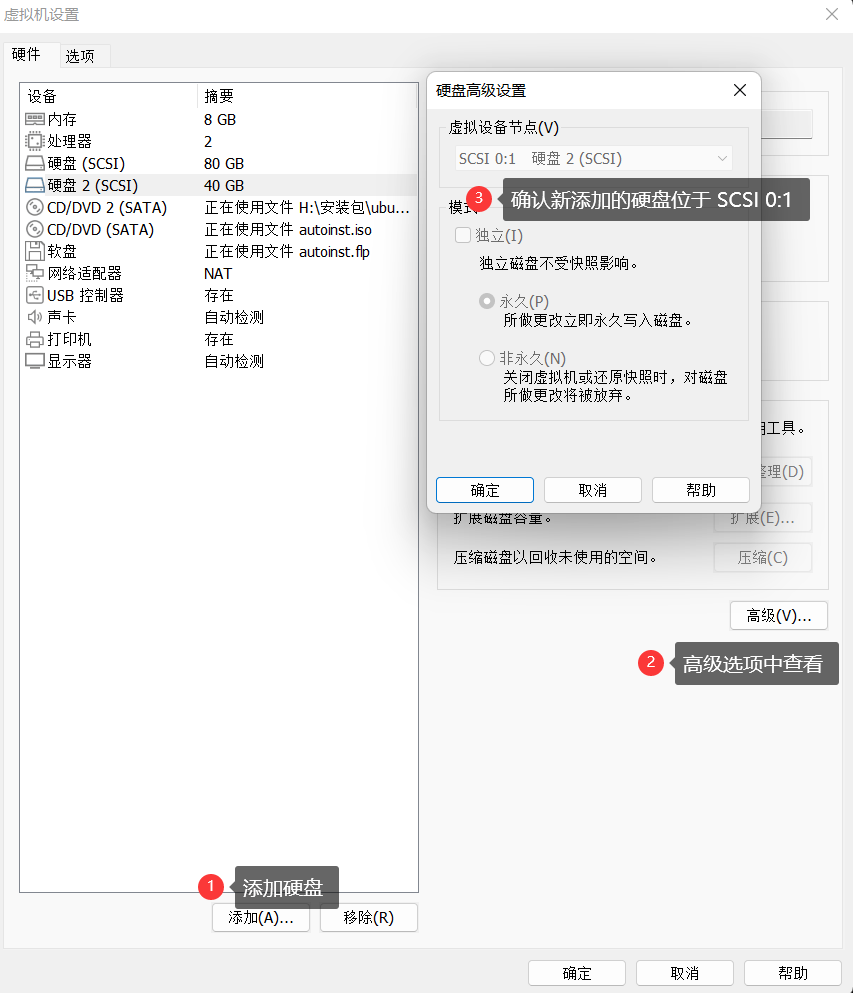 虚拟机设置
硬件
选项
设备 摘要
内存 8 GB
处理器 2
硬盘 (SCSI) 80 GB
硬盘 2 (SCSI) 40 GB
CD/DVD 2 (SATA) 正在使用文件 H:\安装包\ubu...
CD/DVD (SATA) 正在使用文件 autoinst.iso
软盘 正在使用文件 autoinst.flp
网络适配器 NAT
USB 控制器 存在
声卡 自动检测
打印机 存在
显示器 自动检测
1 添加硬盘
添加(A)...
移除(R)
硬盘高级设置
虚拟设备节点(V)
SCSI 0:1 硬盘 2 (SCSI)
3 确认新添加的硬盘位于 SCSI 0:1
模式
独立(I)
独立磁盘不受快照影响。
永久(P)
所做更改立即永久写入磁盘。
非永久(N)
关闭虚拟机或还原快照时，对磁盘
所做更改将被放弃。
确定
取消
帮助
工具。
整理(D)
扩展磁盘容量。
扩展(E)...
压缩磁盘以回收未使用的空间。
压缩(C)
高级(V)...
2 高级选项中查看
确定
取消
帮助